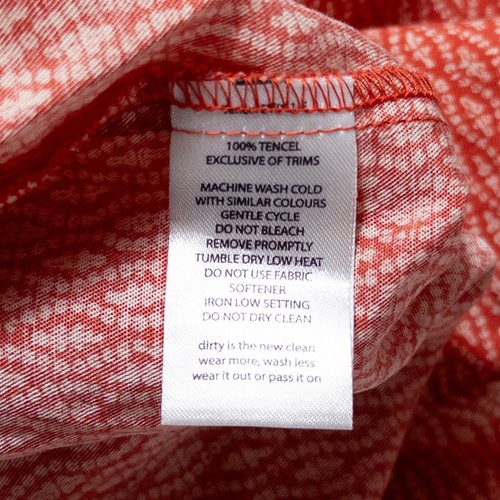 100% TENCEL
EXCLUSIVE OF TRIMS
MACHINE WASH COLD
WITH SIMILAR COLOURS
GENTLE CYCLE
DO NOT BLEACH
REMOVE PROMPTLY
TUMBLE DRY LOW HEAT
DO NOT USE FABRIC
SOFTENER
IRON LOW SETTING
DO NOT DRY CLEAN
dirty is the new clean
wear more, wash less
wear it out or pass it on